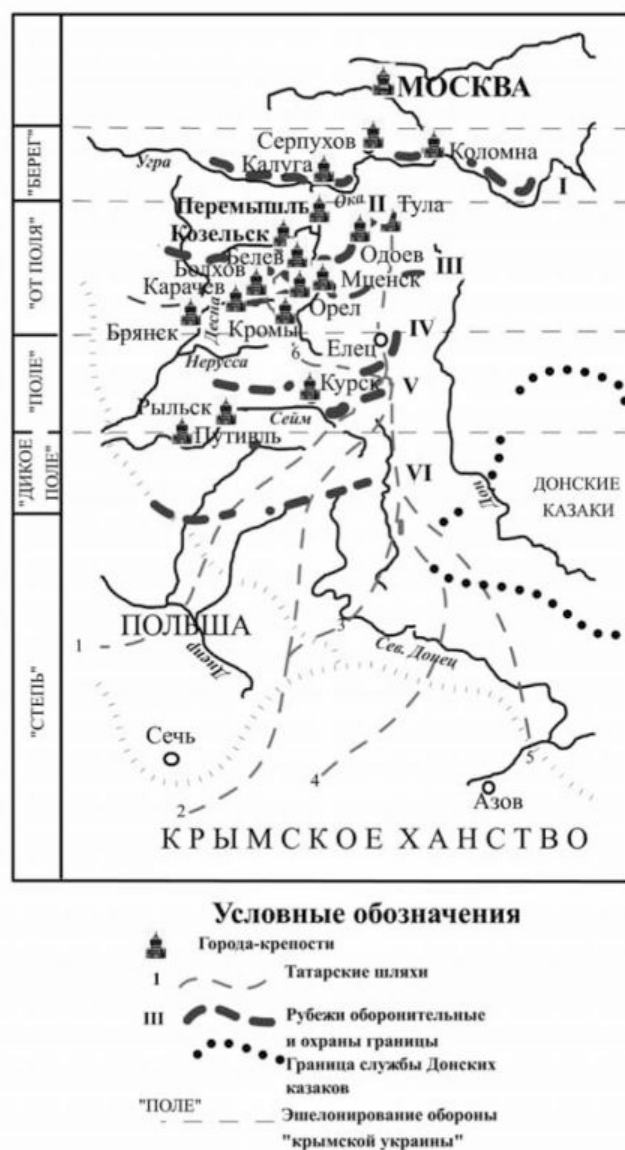 МОСКВА
"БЕРЕГ"
Серпухов
Коломна
Угра
Калуга
I
Перемышль
Ока
II
Тула
Козельск
"ОТ ПОЛЯ"
Белев
Одоев
III
Болхов
Карачев
Мценск
Орел
Брянск
Десна
Кромы
IV
6
Елец
"ПОЛЕ"
Нерусса
Курск
V
Рыльск
Сейм
Путивль
"ДИКОЕ
ПОЛЕ"
VI
Дон
ДОНСКИЕ
КАЗАКИ
"СТЕПЬ"
ПОЛЬША
1
Днепр
3
Сев. Донец
Сечь
4
5
2
Азов
КРЫМСКОЕ ХАНСТВО
Условные обозначения
Города-крепости
I Татарские шляхи
III Рубежи оборонительные
и охраны границы
Граница службы Донских
казаков
"ПОЛЕ" Эшелонирование обороны
"крымской украины"